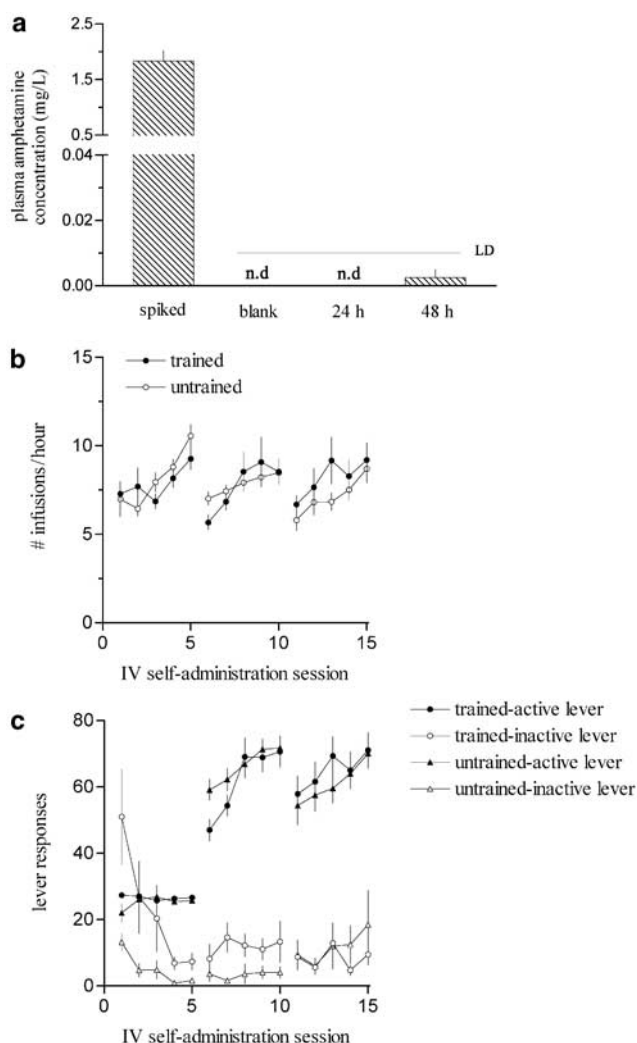 a
plasma amphetamine
concentration (mg/L)
2.5
1.5
0.5
0.04
0.02
0.00
LD
n.d
n.d
spiked
blank
24 h
48 h
b
trained
untrained
# infusions/hour
15
10
5
0
0
5
10
15
IV self-administration session
c
trained-active lever
trained-inactive lever
untrained-active lever
untrained-inactive lever
lever responses
80
60
40
20
0
0
5
10
15
IV self-administration session